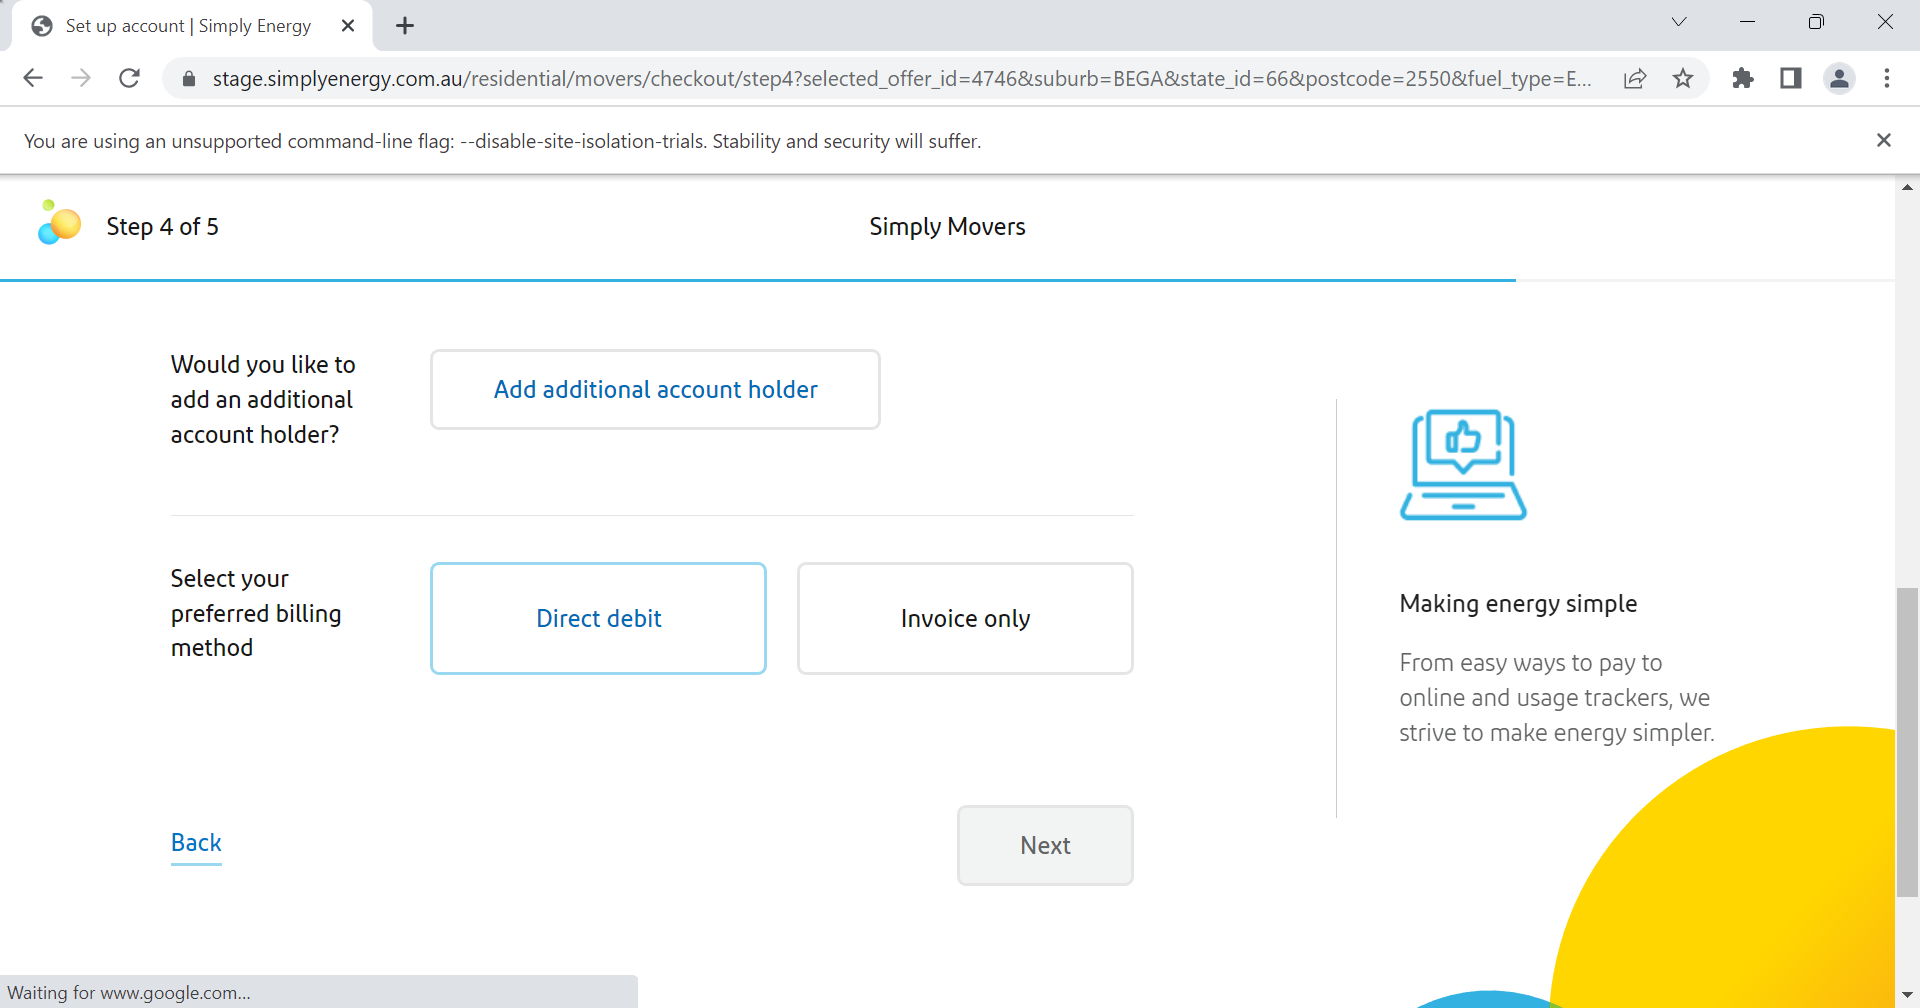 Set up account | Simply Energy
stage.simplyenergy.com.au/residential/movers/checkout/step4?selected_offer_id=4746&suburb=BEGA&state_id=66&postcode=2550&fuel_type=E...
You are using an unsupported command-line flag: --disable-site-isolation-trials. Stability and security will suffer.
Step 4 of 5
Simply Movers
Would you like to
add an additional
account holder?
Add additional account holder
Select your
preferred billing
method
Direct debit
Invoice only
Making energy simple
From easy ways to pay to
online and usage trackers, we
strive to make energy simpler.
Back
Next
Waiting for www.google.com...